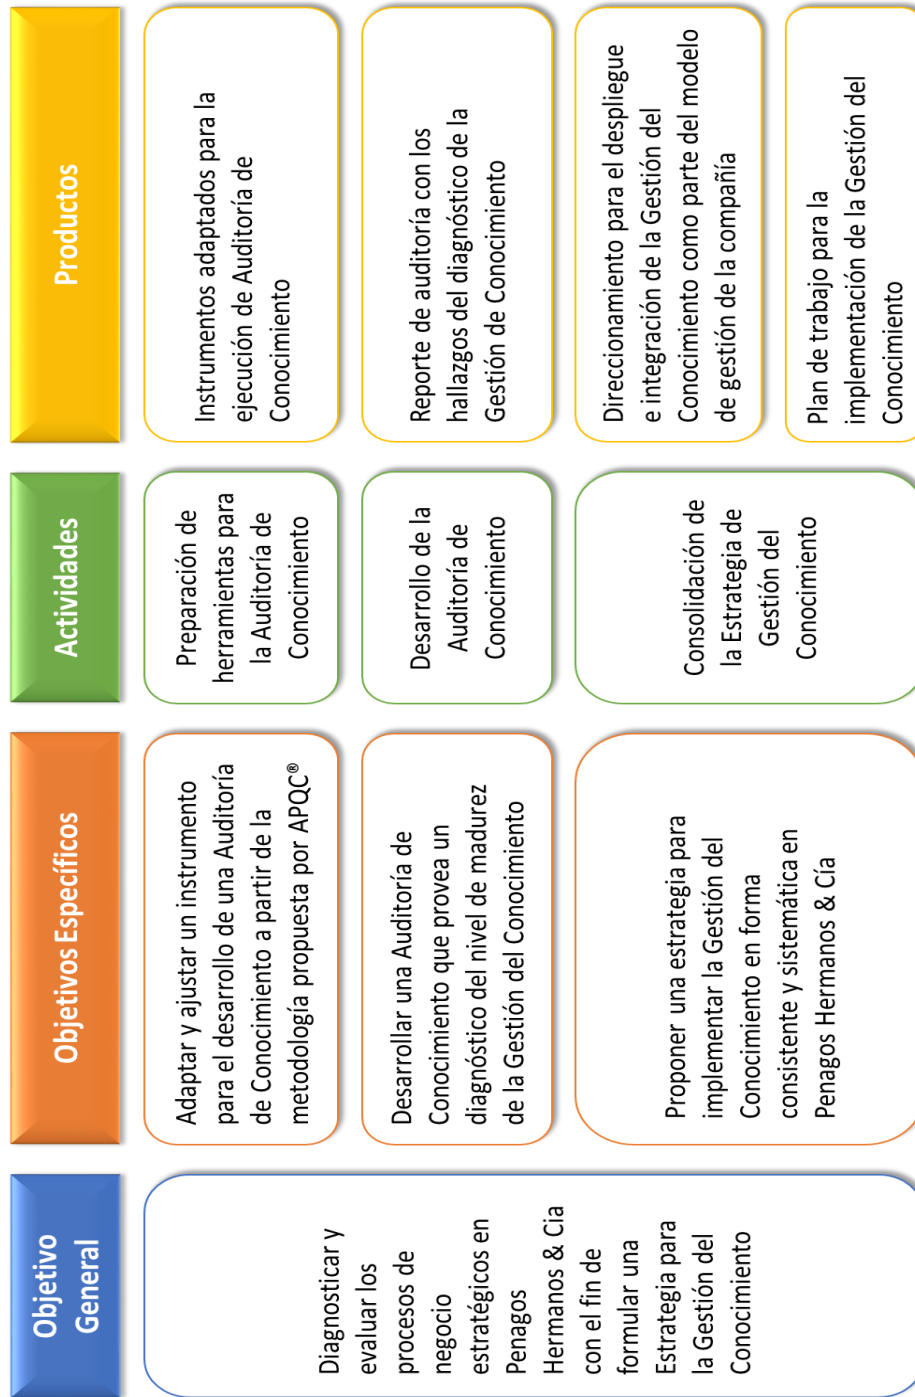 Objetivo
General
Objetivos Específicos
Actividades
Productos
Diagnosticar y
evaluar los
procesos de
negocio
estratégicos en
Penagos
Hermanos & Cia
con el fin de
formular una
Estrategia para
la Gestión del
Conocimiento
Adaptar y ajustar un instrumento
para el desarrollo de una Auditoría
de Conocimiento a partir de la
metodología propuesta por APQC®
Preparación de
herramientas para
la Auditoría de
Conocimiento
Instrumentos adaptados para la
ejecución de Auditoría de
Conocimiento
Desarrollar una Auditoría de
Conocimiento que provea un
diagnóstico del nivel de madurez
de la Gestión del Conocimiento
Desarrollo de la
Auditoría de
Conocimiento
Reporte de auditoría con los
hallazgos del diagnóstico de la
Gestión de Conocimiento
Proponer una estrategia para
implementar la Gestión del
Conocimiento en forma
consistente y sistemática en
Penagos Hermanos & Cía
Consolidación de
la Estrategia de
Gestión del
Conocimiento
Direccionamiento para el despliegue
e integración de la Gestión del
Conocimiento como parte del modelo
de gestión de la compañía
Plan de trabajo para la
implementación de la Gestión del
Conocimiento